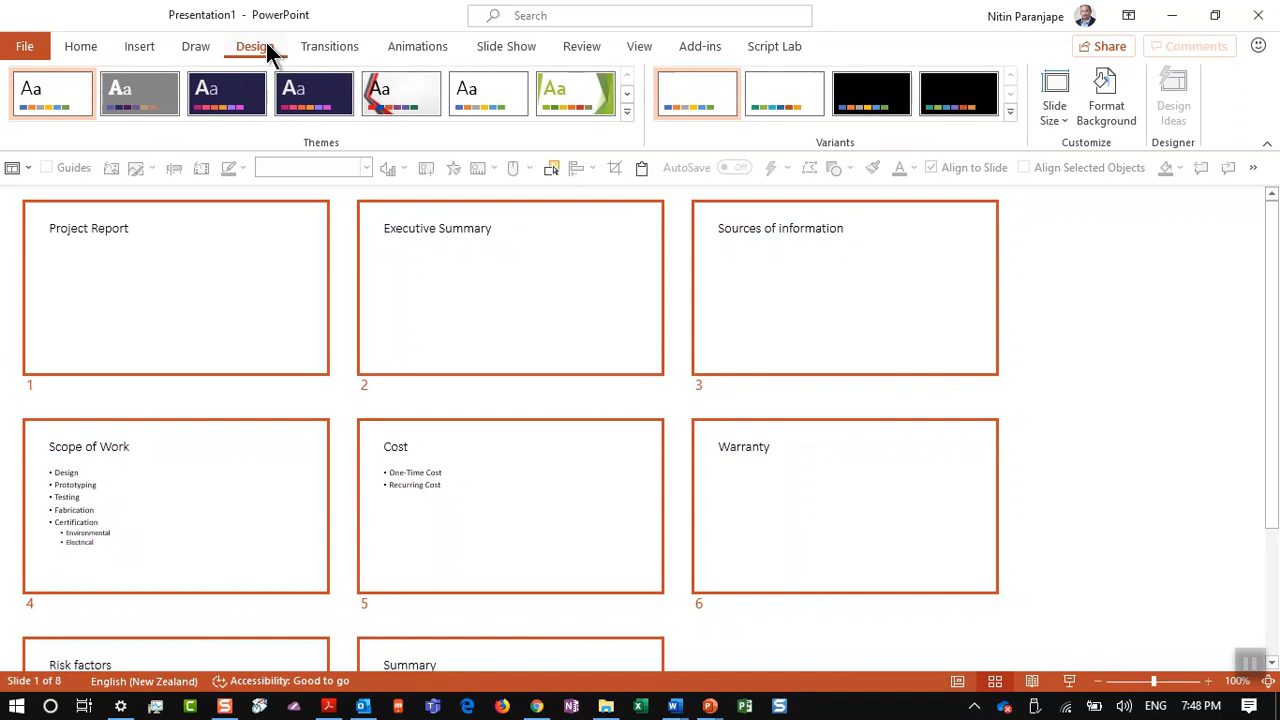 Presentation1 - PowerPoint
Search
Nitin Paranjape
File Home Insert Draw Design Transitions Animations Slide Show Review View Add-ins Script Lab
Share Comments
Aa Aa Aa Aa Aa Aa Aa
Slide Size
Format Background
Design Ideas
Themes Variants Customize Designer
Guides AutoSave Off Align to Slide Align Selected Objects
Project Report
1
Executive Summary
2
Sources of information
3
Scope of Work
• Design
• Prototyping
• Testing
• Fabrication
• Certification
• Environmental
• Electrical
4
Cost
• One-Time Cost
• Recurring Cost
5
Warranty
6
Risk factors
Summary
Slide 1 of 8 English (New Zealand) Accessibility: Good to go 100%
ENG 7:48 PM